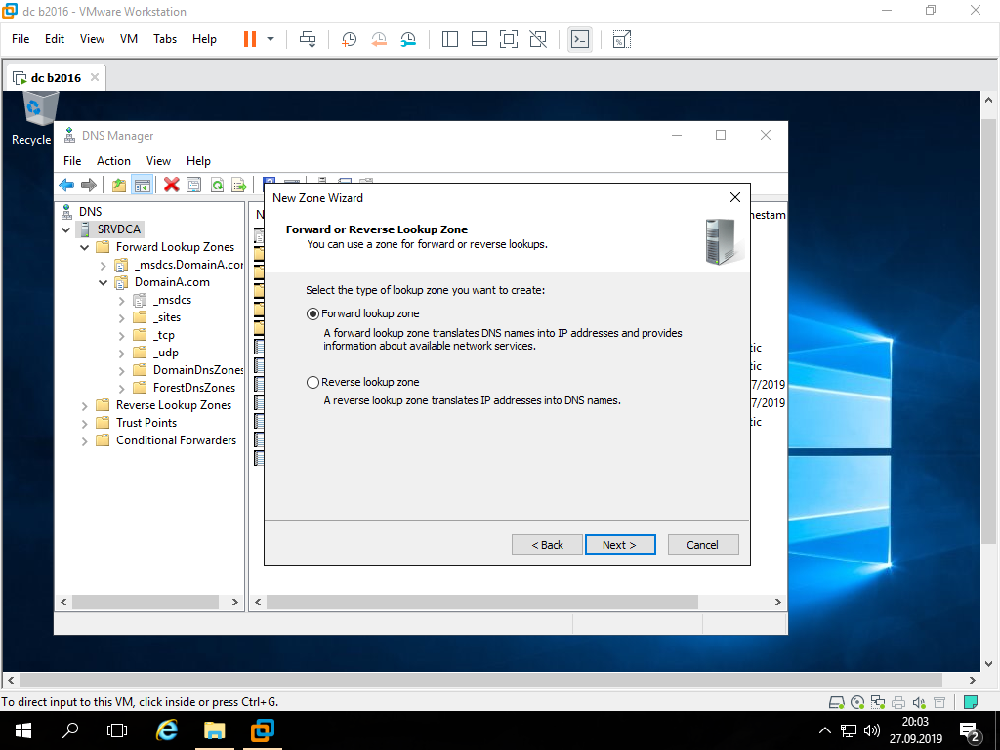 dc b2016 - VMware Workstation
File Edit View VM Tabs Help
dc b2016
Recycle
DNS Manager
File Action View Help
DNS
SRVDCA
Forward Lookup Zones
_msdcs.DomainA.cor
DomainA.com
_msdcs
_sites
_tcp
_udp
DomainDnsZones
ForestDnsZones
Reverse Lookup Zones
Trust Points
Conditional Forwarders
N
nestam
tic
tic
7/2019
7/2019
tic
New Zone Wizard
Forward or Reverse Lookup Zone
You can use a zone for forward or reverse lookups.
Select the type of lookup zone you want to create:
Forward lookup zone
A forward lookup zone translates DNS names into IP addresses and provides
information about available network services.
Reverse lookup zone
A reverse lookup zone translates IP addresses into DNS names.
< Back Next > Cancel
To direct input to this VM, click inside or press Ctrl+G.
20:03
27.09.2019
2